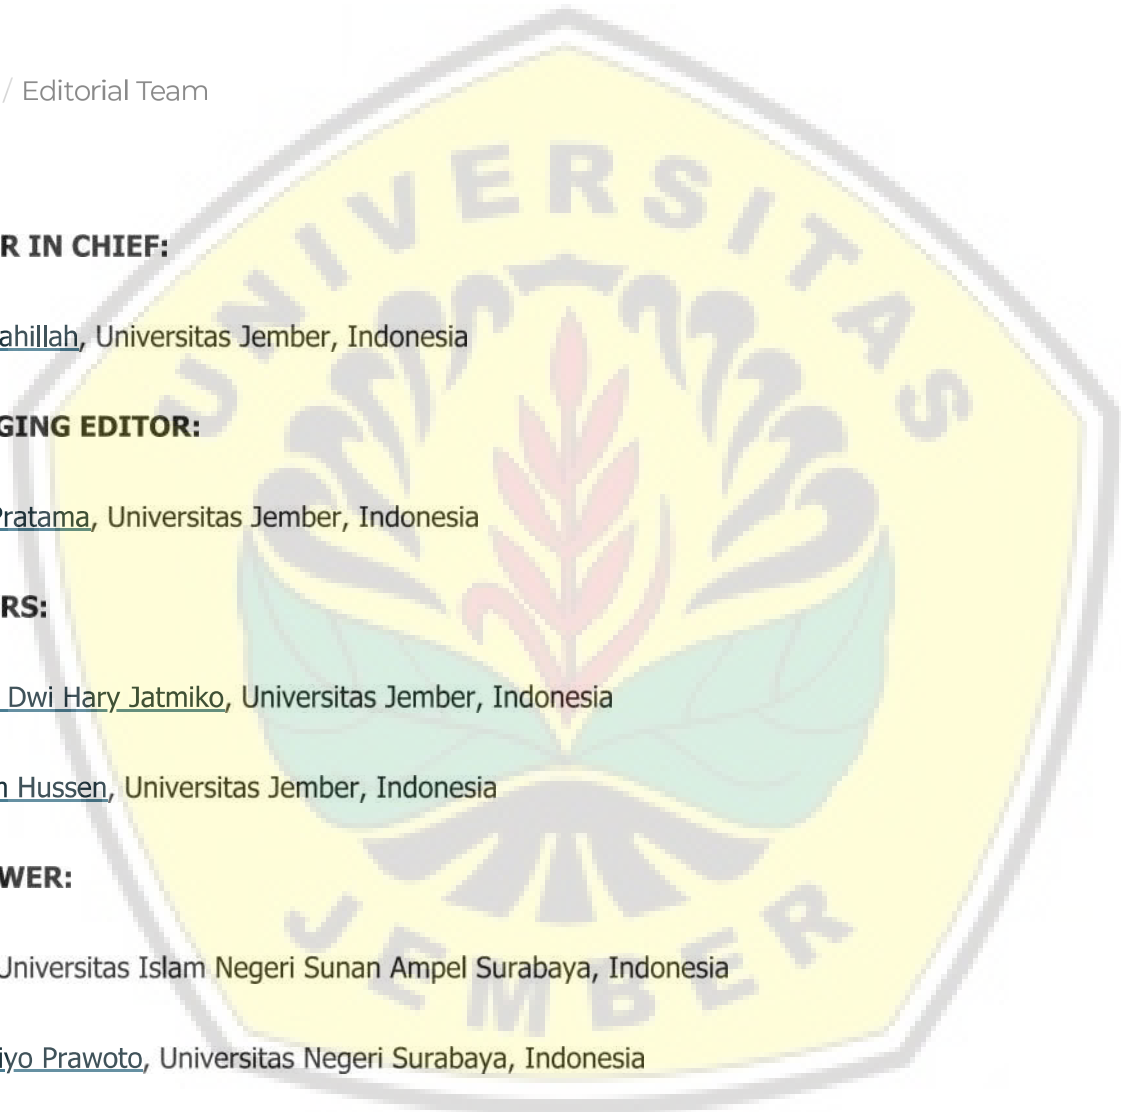 / Editorial Team
R IN CHIEF:
ahillah, Universitas Jember, Indonesia
GING EDITOR:
Pratama, Universitas Jember, Indonesia
RS:
Dwi Hary Jatmiko, Universitas Jember, Indonesia
Hussen, Universitas Jember, Indonesia
WER:
Universitas Islam Negeri Sunan Ampel Surabaya, Indonesia
iyo Prawoto, Universitas Negeri Surabaya, Indonesia
UNIVERSITAS
JEMBER